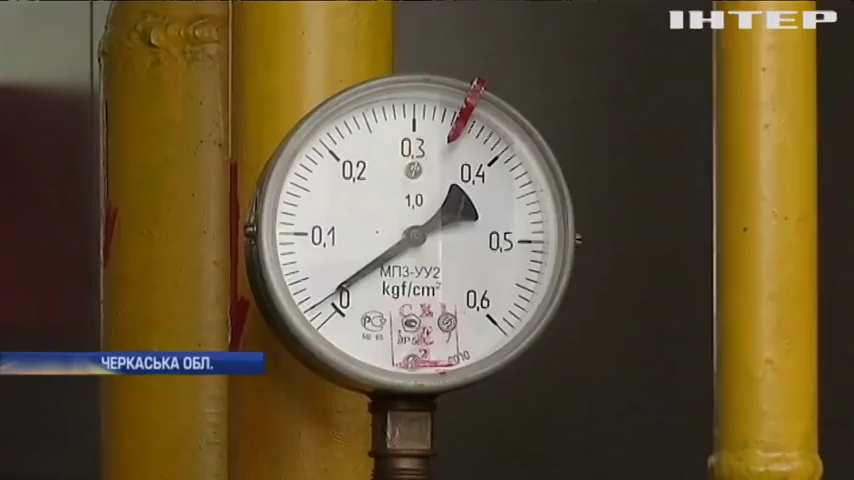 ІНТЕР
0,3
0,2
0,4
1,0
0,1
0,5
МПЗ-УУ2
kgf/cm²
0
0,6
РСТ
ЧЕРКАСЬКА ОБЛ.